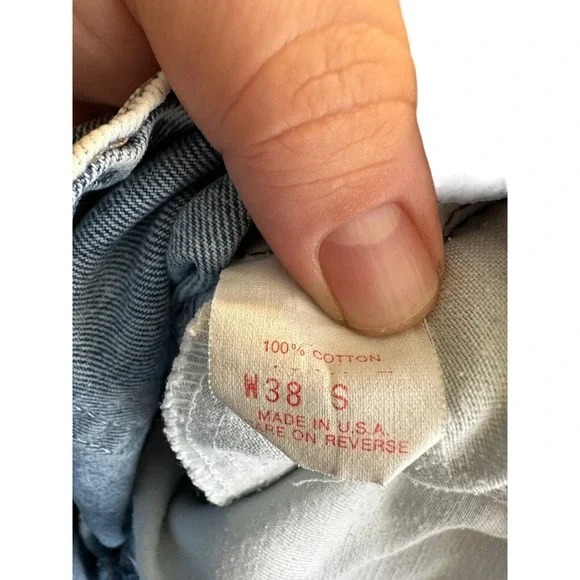 100% COTTON
W38 S
MADE IN U.S.A.
ARE ON REVERSE